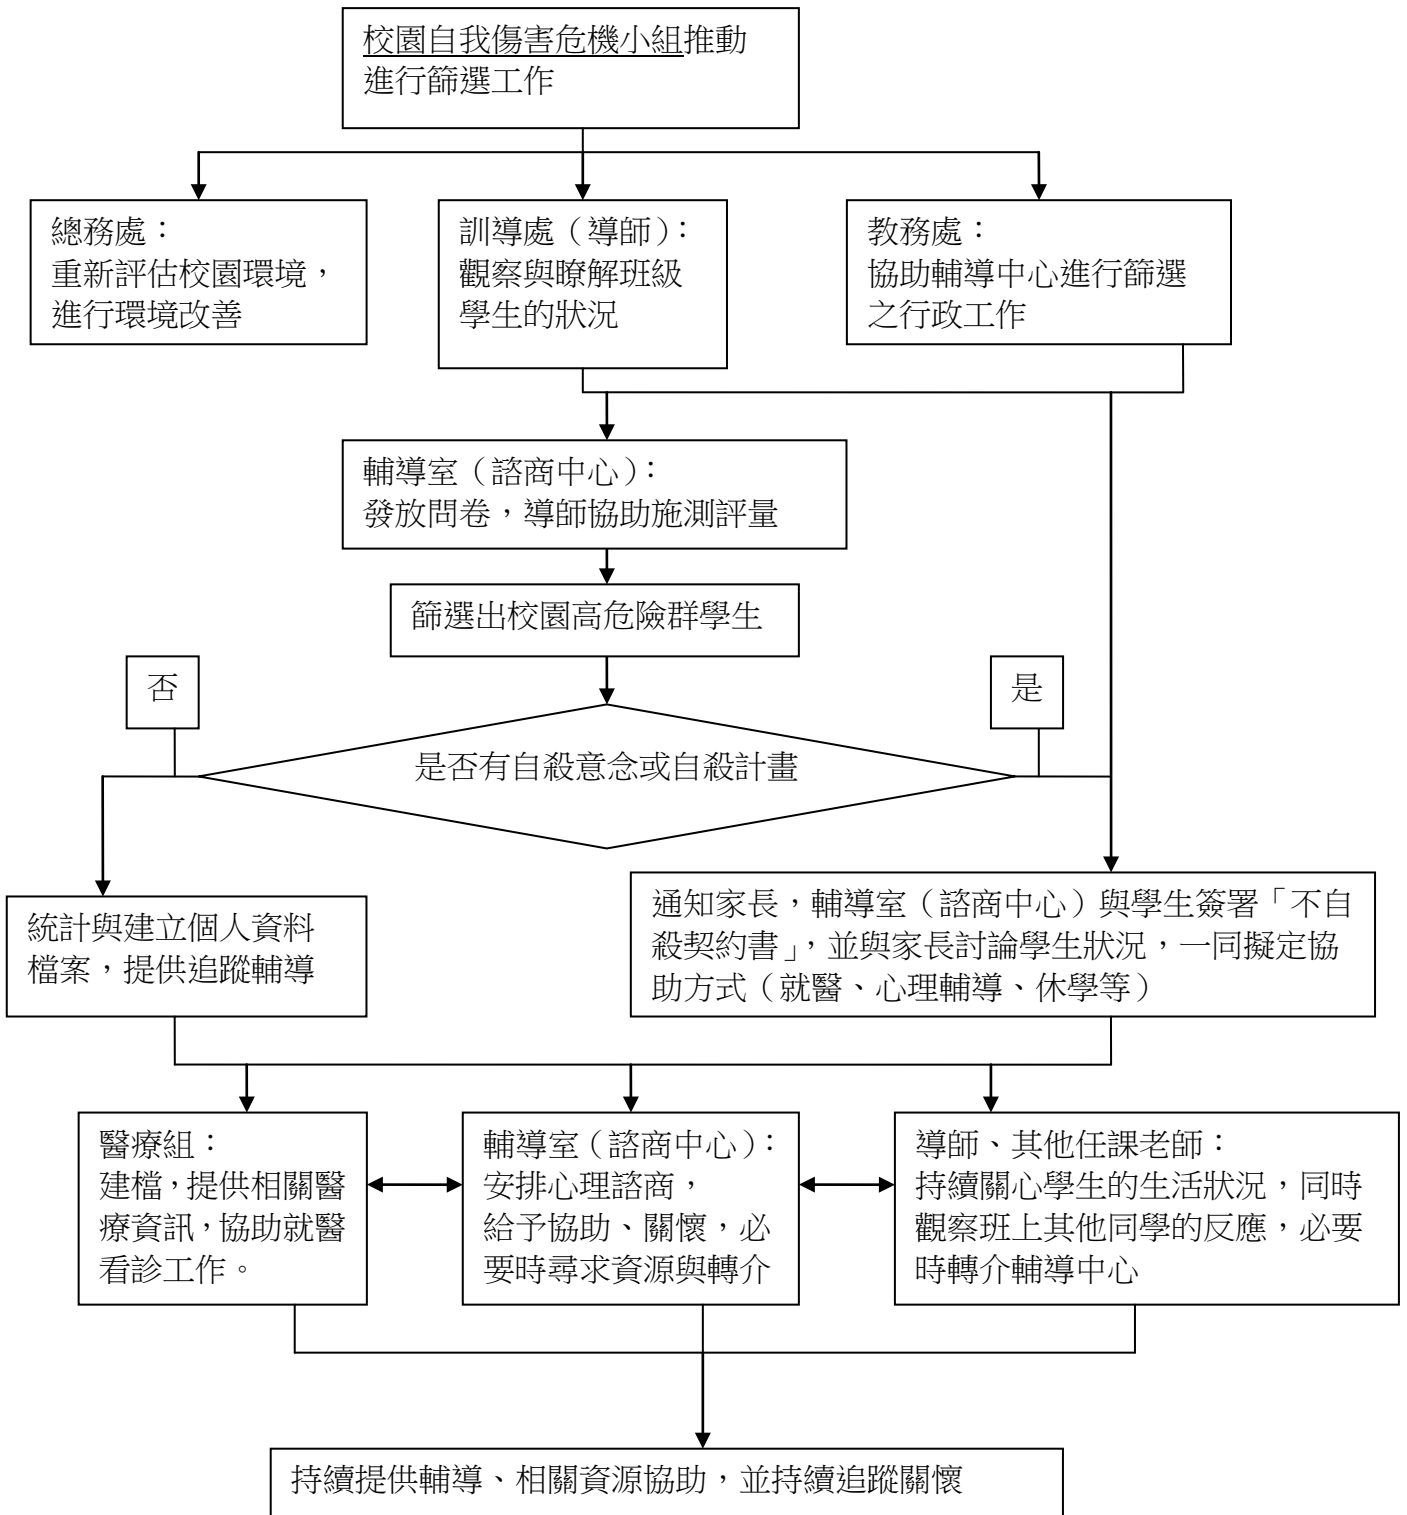 校園自我傷害危機小組推動
進行篩選工作
總務處：
重新評估校園環境，
進行環境改善
訓導處（導師）：
觀察與瞭解班級
學生的狀況
教務處：
協助輔導中心進行篩選
之行政工作
輔導室（諮商中心）：
發放問卷，導師協助施測評量
篩選出校園高危險群學生
否
是
是否有自殺意念或自殺計畫
統計與建立個人資料
檔案，提供追蹤輔導
通知家長，輔導室（諮商中心）與學生簽署「不自
殺契約書」，並與家長討論學生狀況，一同擬定協
助方式（就醫、心理輔導、休學等）
醫療組：
建檔，提供相關醫
療資訊，協助就醫
看診工作。
輔導室（諮商中心）：
安排心理諮商，
給予協助、關懷，必
要時尋求資源與轉介
導師、其他任課老師：
持續關心學生的生活狀況，同時
觀察班上其他同學的反應，必要
時轉介輔導中心
持續提供輔導、相關資源協助，並持續追蹤關懷